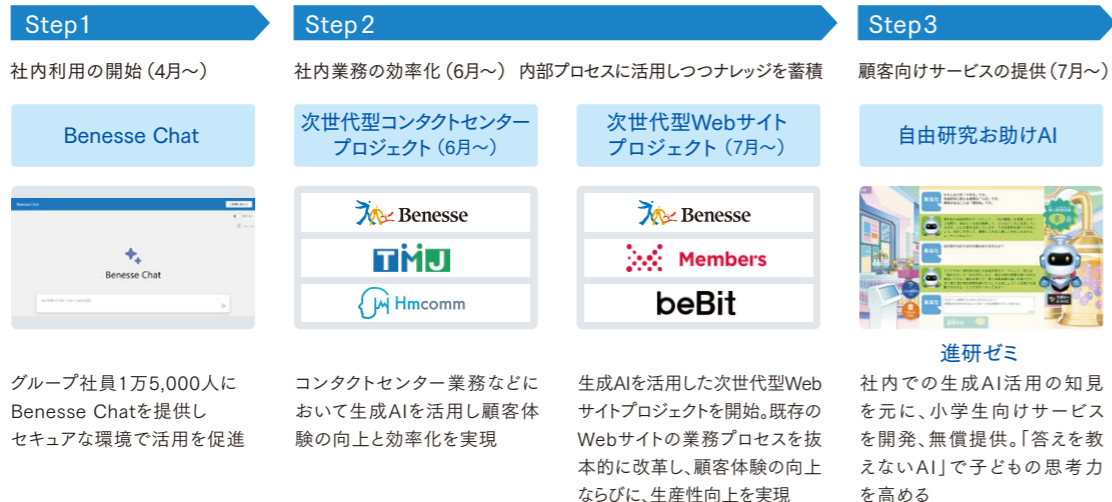 Step1
社内利用の開始（4月～）
Benesse Chat
Benesse Chat
Benesse Chat
グループ社員1万5,000人に
Benesse Chatを提供し
セキュアな環境で活用を促進
Step2
社内業務の効率化（6月～） 内部プロセスに活用しつつナレッジを蓄積
次世代型コンタクトセンター
プロジェクト（6月～）
Benesse
TMJ
Hmcomm
コンタクトセンター業務などに
おいて生成AIを活用し顧客体
験の向上と効率化を実現
次世代型Webサイト
プロジェクト（7月～）
Benesse
Members
beBit
生成AIを活用した次世代型Web
サイトプロジェクトを開始。既存の
Webサイトの業務プロセスを抜
本的に改革し、顧客体験の向上
ならびに、生産性向上を実現
Step3
顧客向けサービスの提供（7月～）
自由研究お助けAI
進研ゼミ
社内での生成AI活用の知見
を元に、小学生向けサービス
を開発、無償提供。「答えを教
えないAI」で子どもの思考力
を高める